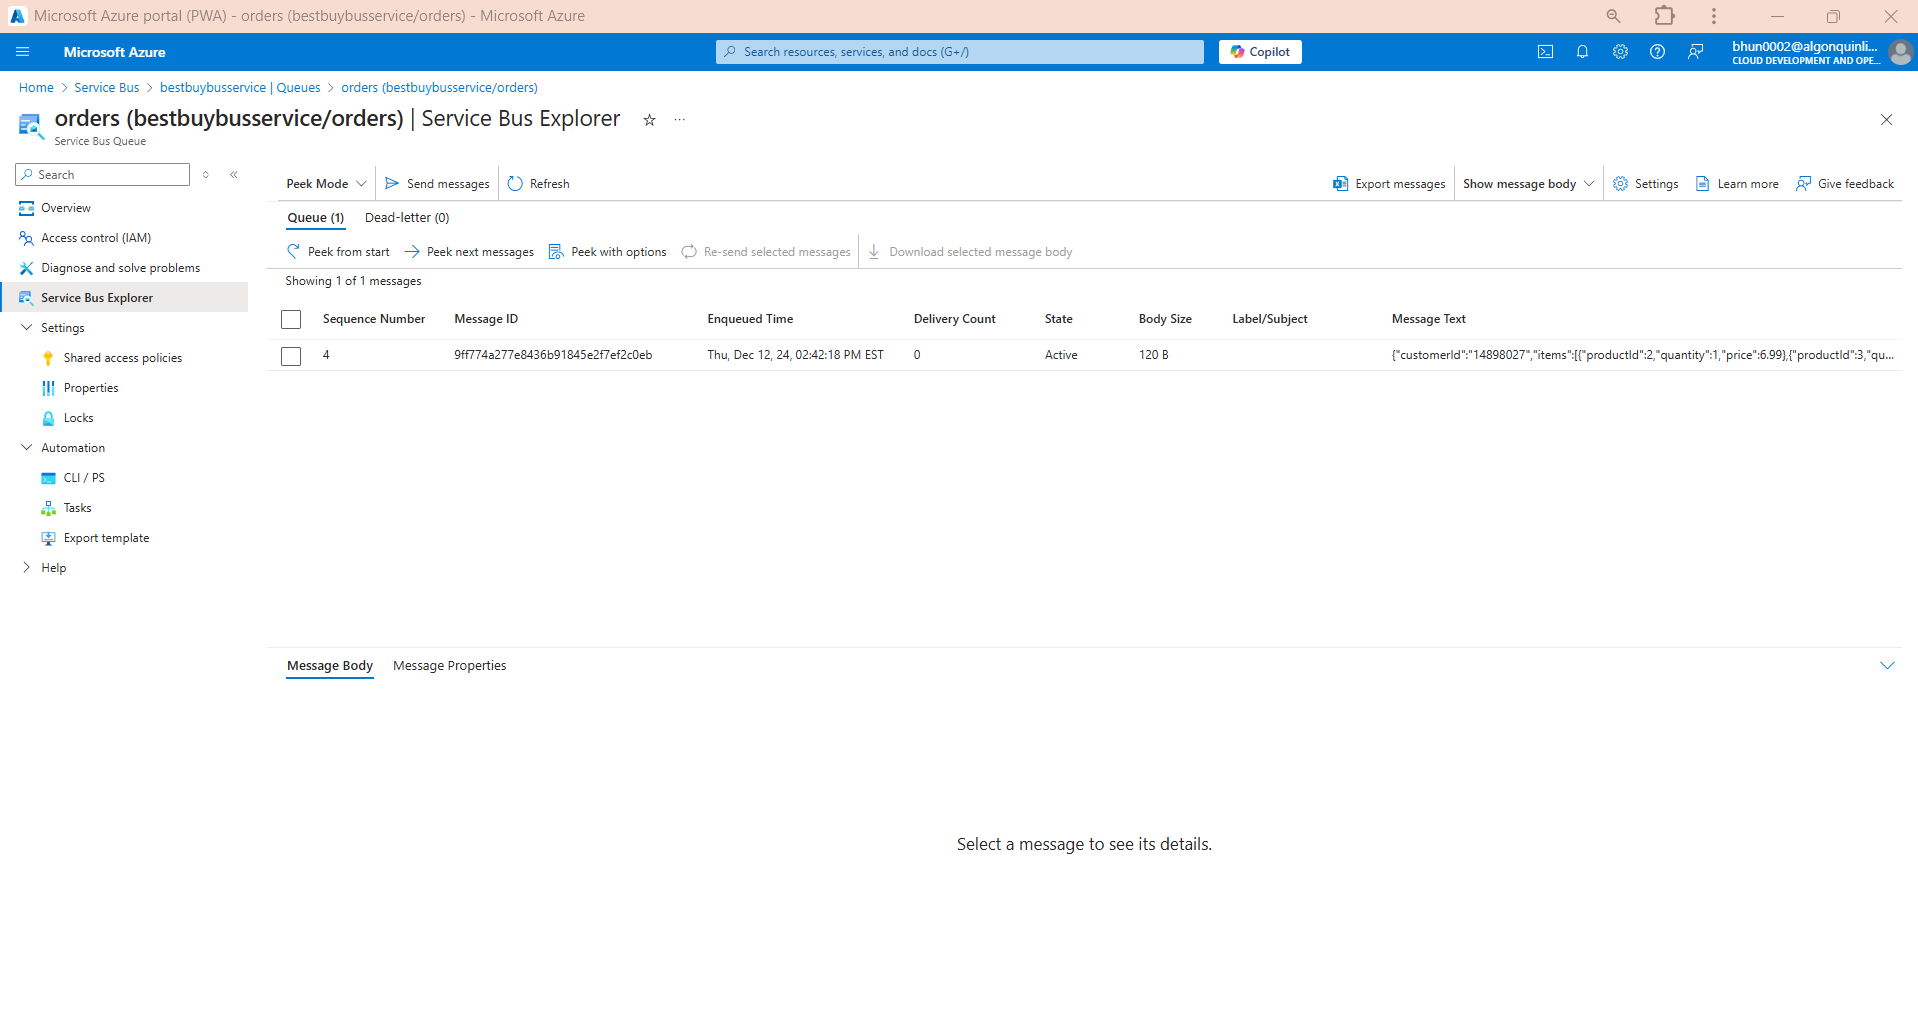 Microsoft Azure portal (PWA) - orders (bestbuybusservice/orders) - Microsoft Azure
Microsoft Azure
Search resources, services, and docs (G+/)
Copilot
bhun0002@algonquinli...
CLOUD DEVELOPMENT AND OPE...
Home > Service Bus > bestbuybusservice | Queues > orders (bestbuybusservice/orders)
orders (bestbuybusservice/orders) | Service Bus Explorer
Service Bus Queue
Search
Overview
Access control (IAM)
Diagnose and solve problems
Service Bus Explorer
Settings
Shared access policies
Properties
Locks
Automation
CLI / PS
Tasks
Export template
Help
Peek Mode Send messages Refresh Export messages Show message body Settings Learn more Give feedback
Queue (1) Dead-letter (0)
Peek from start Peek next messages Peek with options Re-send selected messages Download selected message body
Showing 1 of 1 messages
Sequence Number Message ID Enqueued Time Delivery Count State Body Size Label/Subject Message Text
4 9ff774a277e8436b91845e2f7ef2c0eb Thu, Dec 12, 24, 02:42:18 PM EST 0 Active 120 B {"customerId":"14898027","items":[{"productId":2,"quantity":1,"price":6.99},{"productId":3,"qu...
Message Body Message Properties
Select a message to see its details.